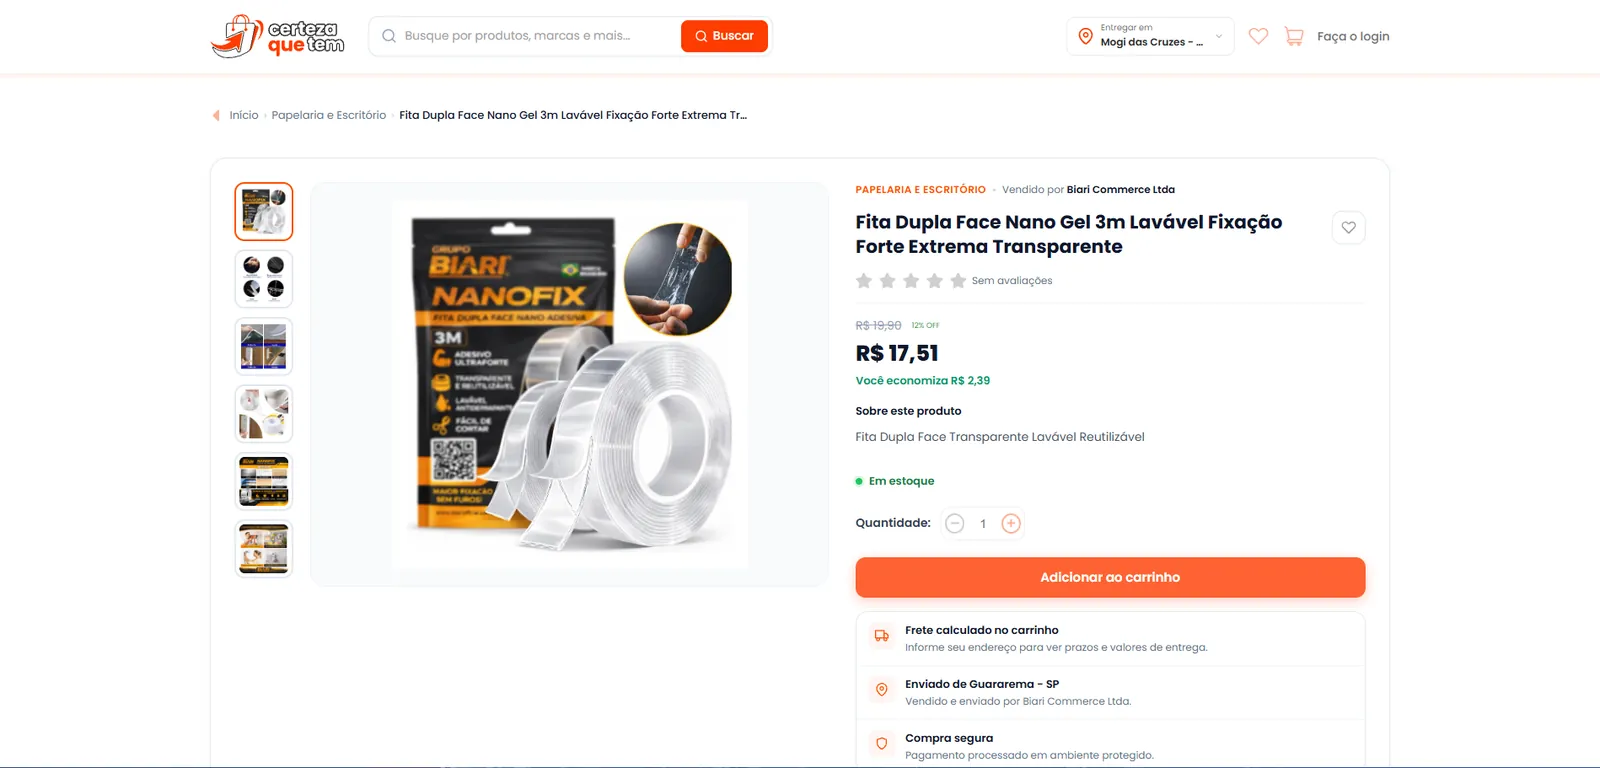 certeza
que tem
Busque por produtos, marcas e mais...
Buscar
Entregar em
Mogi das Cruzes - ...
Faça o login
Início › Papelaria e Escritório › Fita Dupla Face Nano Gel 3m Lavável Fixação Forte Extrema Tr...
PAPELARIA E ESCRITÓRIO • Vendido por Biari Commerce Ltda
Fita Dupla Face Nano Gel 3m Lavável Fixação
Forte Extrema Transparente
Sem avaliações
R$ 19,90 12% OFF
R$ 17,51
Você economiza R$ 2,39
Sobre este produto
Fita Dupla Face Transparente Lavável Reutilizável
Em estoque
Quantidade: 1
Adicionar ao carrinho
Frete calculado no carrinho
Informe seu endereço para ver prazos e valores de entrega.
Enviado de Guararema - SP
Vendido e enviado por Biari Commerce Ltda.
Compra segura
Pagamento processado em ambiente protegido.
GRUPO
BIARI
NANOFIX
FITA DUPLA FACE NANO ADESIVA
3M
ADESIVO
ULTRAFORTE
TRANSPARENTE
E REUTILIZÁVEL
LAVÁVEL
FÁCIL DE
CORTAR
MAIOR FIXAÇÃO
SEM FUROS!